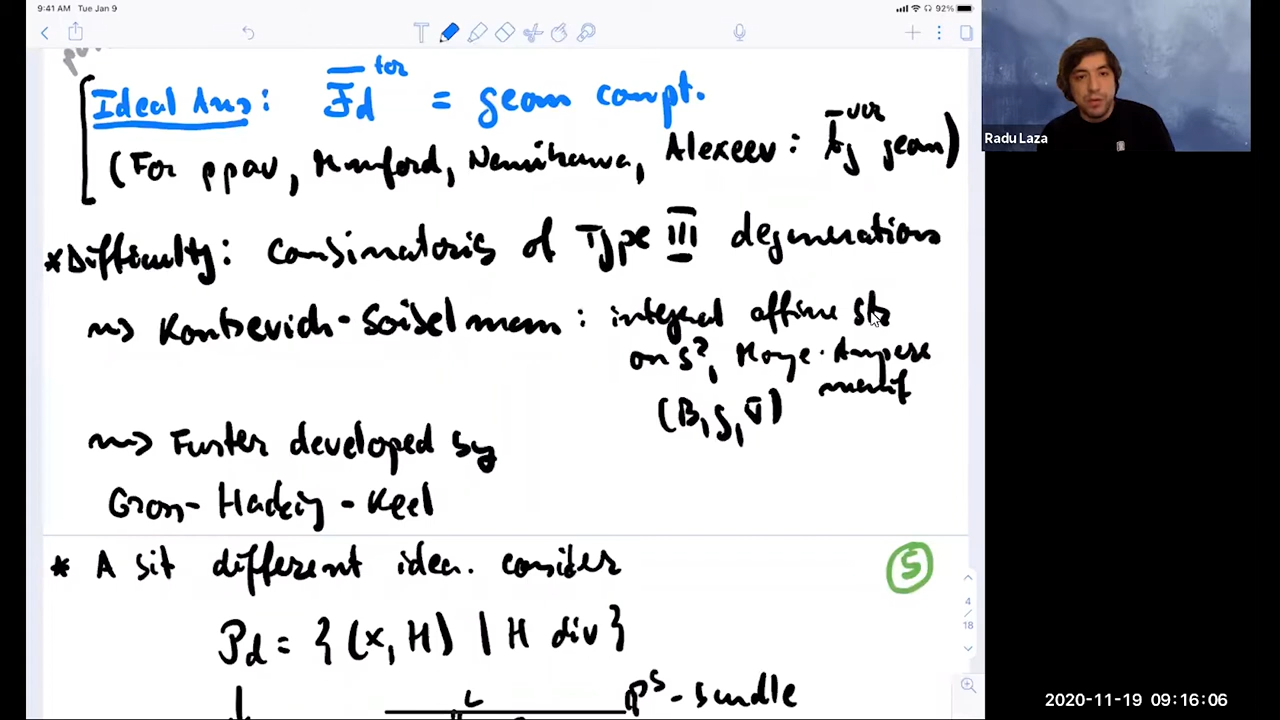 9:41 AM Tue Jan 9
92%
Ideal Ans: F̅d^tor = geom compt.
(For ppav, Mumford, Namikawa, Alexeev: A̅g^vor geom)
Radu Laza
* Difficulty: combinatorics of Type III degenerations
~> Kontsevich-Soibelman: integral affine str
on S², Monge-Ampere
manif
(B, g, ∇)
~> Further developed by
Gross-Hacking-Keel
* A bit different idea. consider
5
Pd = {(X, H) | H div}
4
/
18
P^g-bundle
2020-11-19 09:16:06